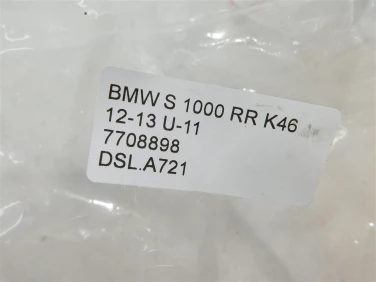 BMW S 1000 RR K46
12-13 U-11
7708898
DSL.A721